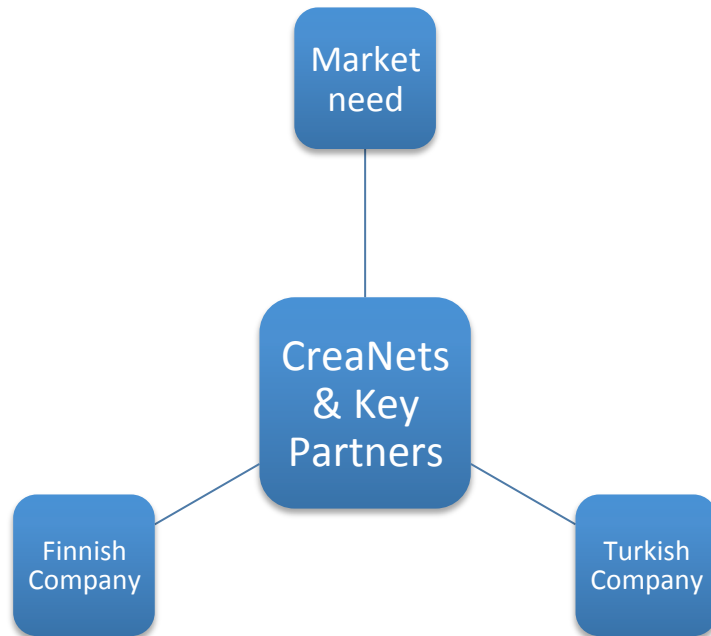 Market
need
CreaNets
& Key
Partners
Finnish
Company
Turkish
Company